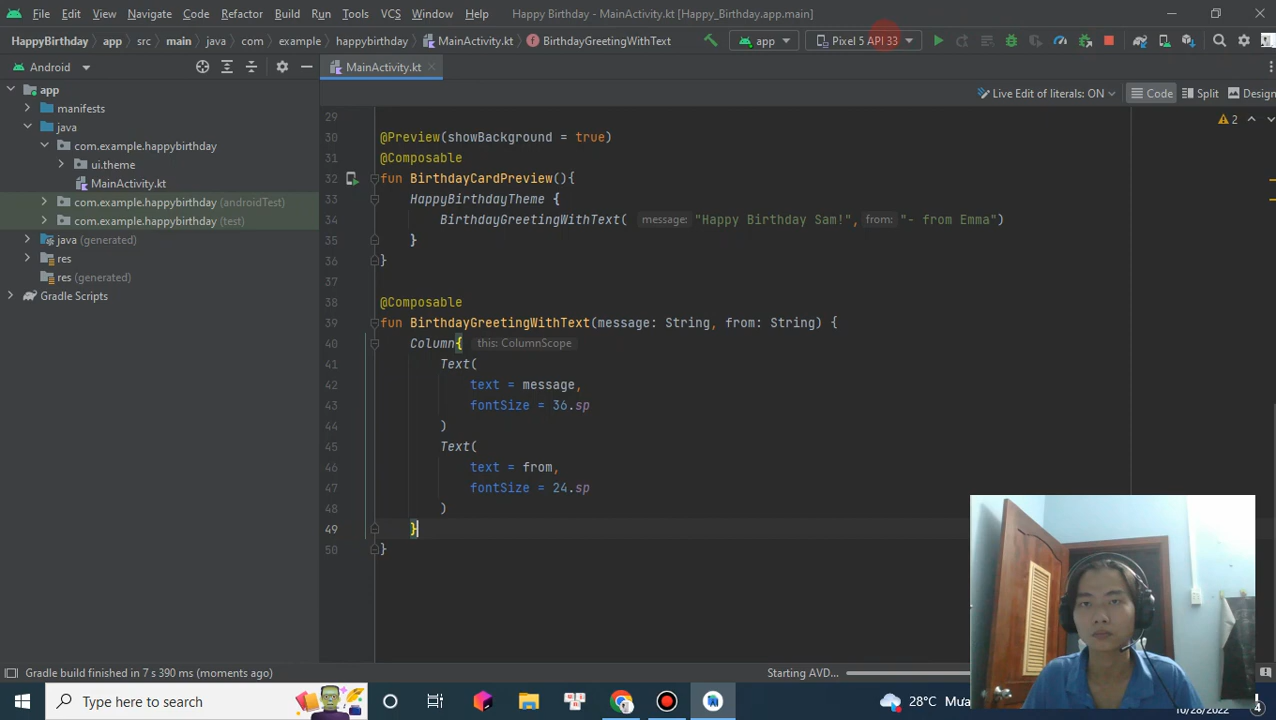 File Edit View Navigate Code Refactor Build Run Tools VCS Window Help Happy Birthday - MainActivity.kt [Happy_Birthday.app.main]
HappyBirthday app src main java com example happybirthday MainActivity.kt BirthdayGreetingWithText app Pixel 5 API 33
Android MainActivity.kt
Live Edit of literals: ON Code Split Design
app
manifests
java
com.example.happybirthday
ui.theme
MainActivity.kt
com.example.happybirthday (androidTest)
com.example.happybirthday (test)
java (generated)
res
res (generated)
Gradle Scripts
2
29
30 @Preview(showBackground = true)
31 @Composable
32 fun BirthdayCardPreview(){
33 HappyBirthdayTheme {
34 BirthdayGreetingWithText( message: "Happy Birthday Sam!", from: "- from Emma")
35 }
36 }
37
38 @Composable
39 fun BirthdayGreetingWithText(message: String, from: String) {
40 Column{ this: ColumnScope
41 Text(
42 text = message,
43 fontSize = 36.sp
44 )
45 Text(
46 text = from,
47 fontSize = 24.sp
48 )
49 }
50 }
Gradle build finished in 7 s 390 ms (moments ago) Starting AVD...
Type here to search 28°C Mưa
10/28/2022